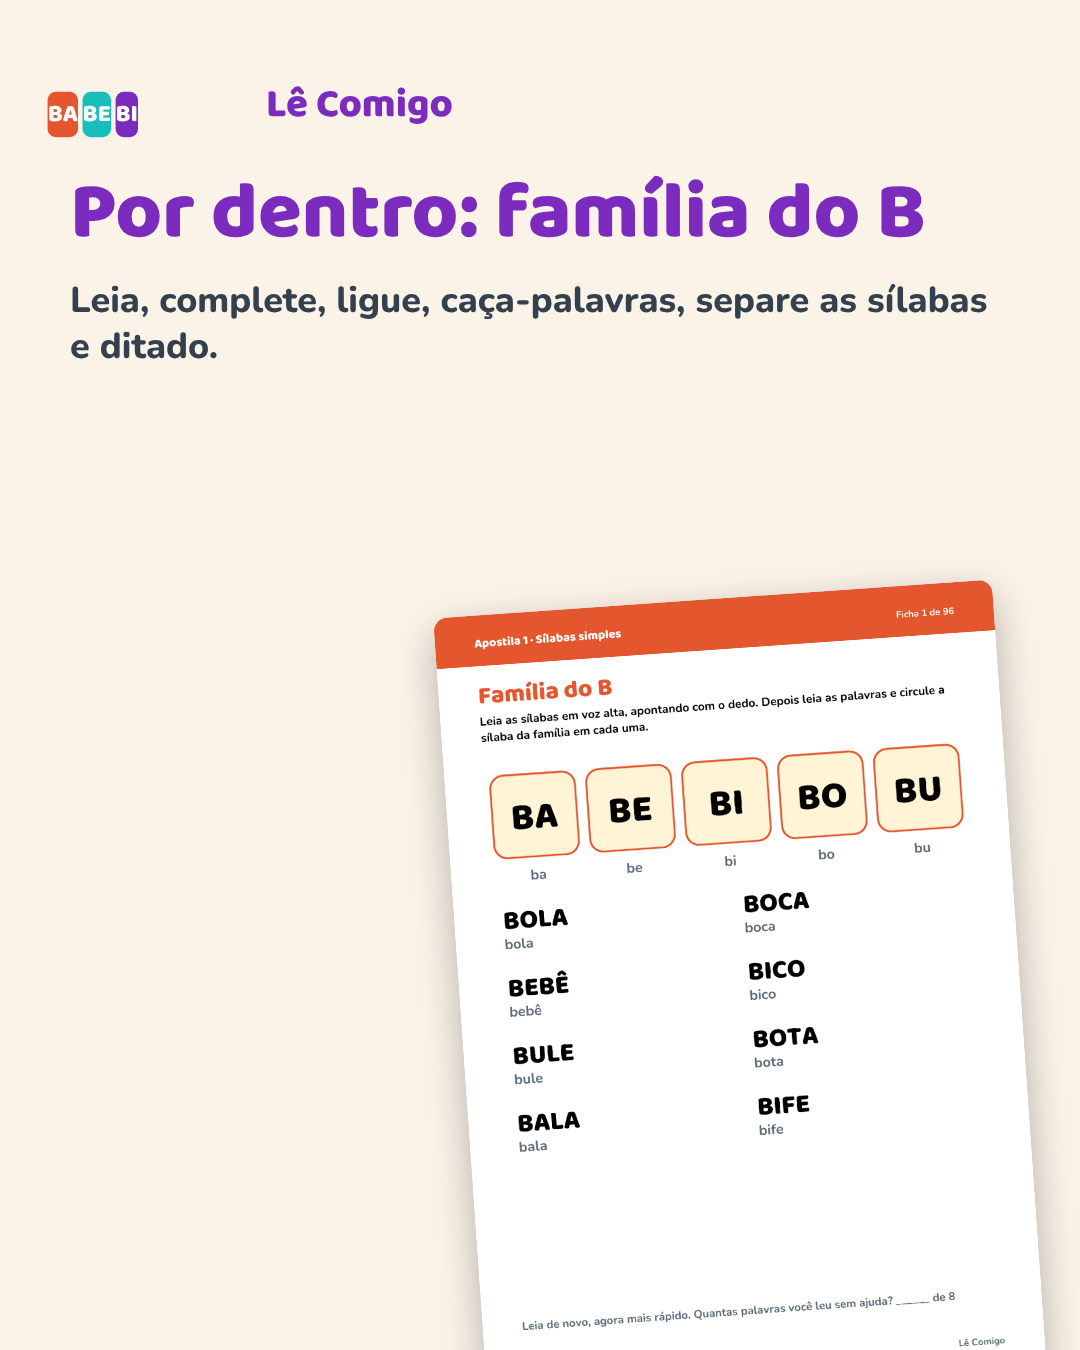 BA BE BI
Lê Comigo
Por dentro: família do B
Leia, complete, ligue, caça-palavras, separe as sílabas
e ditado.
Apostila 1 · Sílabas simples
Ficha 1 de 96
Família do B
Leia as sílabas em voz alta, apontando com o dedo. Depois leia as palavras e circule a
sílaba da família em cada uma.
BA BE BI BO BU
ba be bi bo bu
BOLA BOCA
bola boca
BEBÊ BICO
bebê bico
BULE BOTA
bule bota
BALA BIFE
bala bife
Leia de novo, agora mais rápido. Quantas palavras você leu sem ajuda? ______ de 8
Lê Comigo